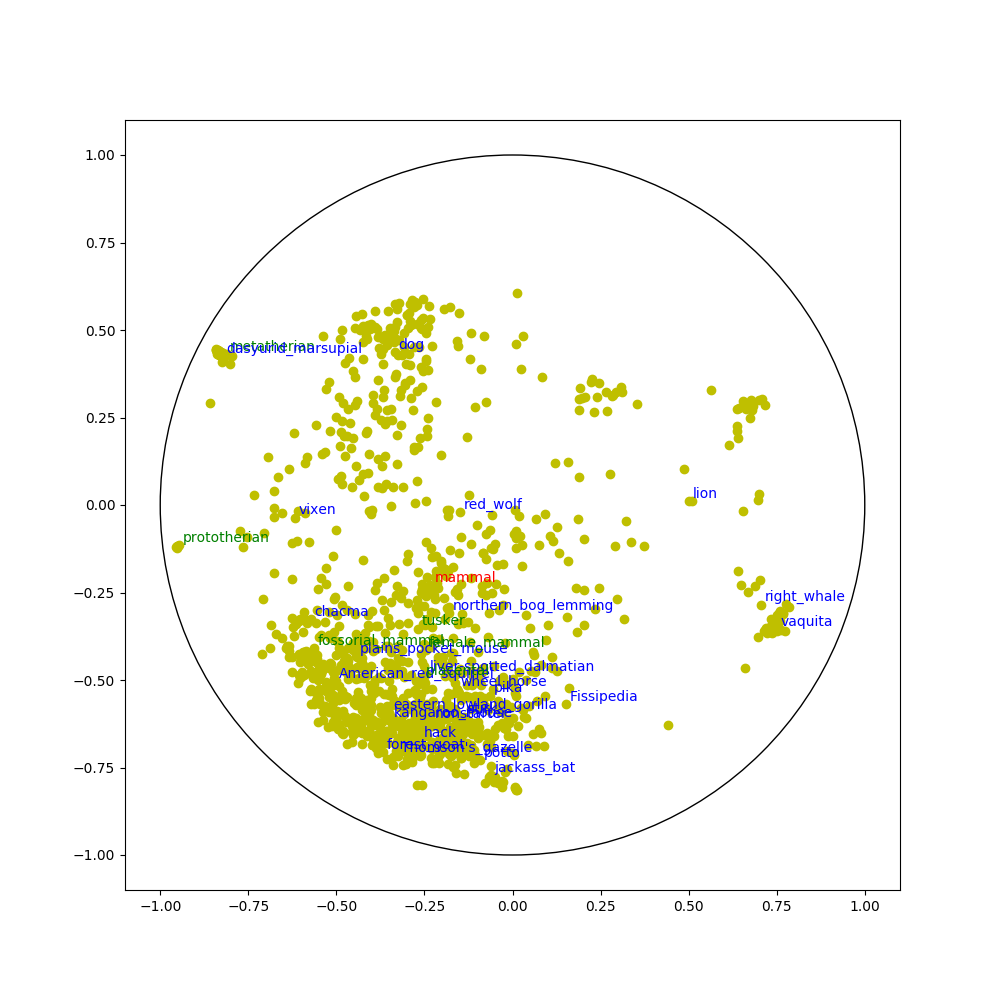 1.00
0.75
0.50
0.25
0.00
−0.25
−0.50
−0.75
−1.00
dog
dasyurid_marsupial
metatherian
lion
red_wolf
vixen
prototherian
mammal
right_whale
northern_bog_lemming
chacma
tusker
vaquita
fossorial_mammal
female_mammal
plains_pocket_mouse
liver-spotted_dalmatian
American_red_squirrel
wheel_horse
pika
Fissipedia
eastern_lowland_gorilla
kangaroo_mouse
hack
forest_goat
Thomson's_gazelle
potto
jackass_bat
−1.00 −0.75 −0.50 −0.25 0.00 0.25 0.50 0.75 1.00